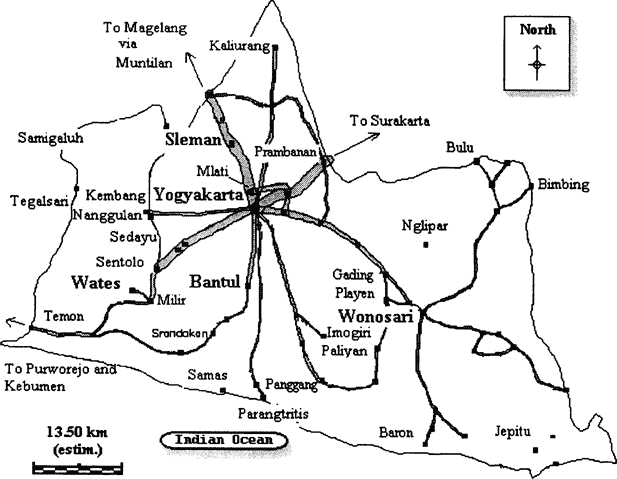 To Magelang
via
Muntilan
Kaliurang
North
Samigaluh
Sleman
Prambanan
To Surakarta
Bulu
Mlati
Bimbing
Tegalsari
Kembang
Nanggulan
Yogyakarta
Sedayu
Nglipar
Sentolo
Wates
Bantul
Gading
Playen
Milir
Wonosari
Temon
Srandakan
Imogiri
Paliyan
To Purworejo and
Kebumen
Samas
Panggang
Parangtritis
13.50 km
(estim.)
Indian Ocean
Baron
Jepitu